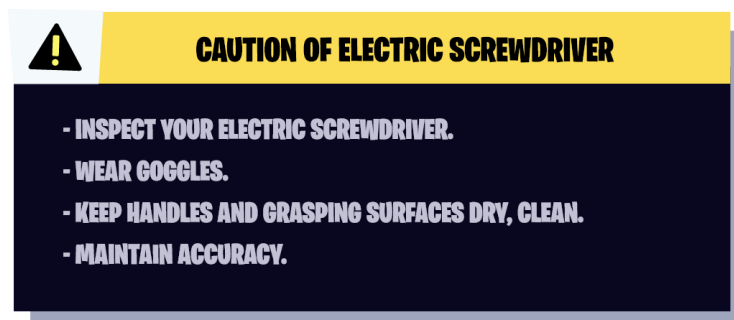 CAUTION OF ELECTRIC SCREWDRIVER
- INSPECT YOUR ELECTRIC SCREWDRIVER.
- WEAR GOGGLES.
- KEEP HANDLES AND GRASPING SURFACES DRY, CLEAN.
- MAINTAIN ACCURACY.